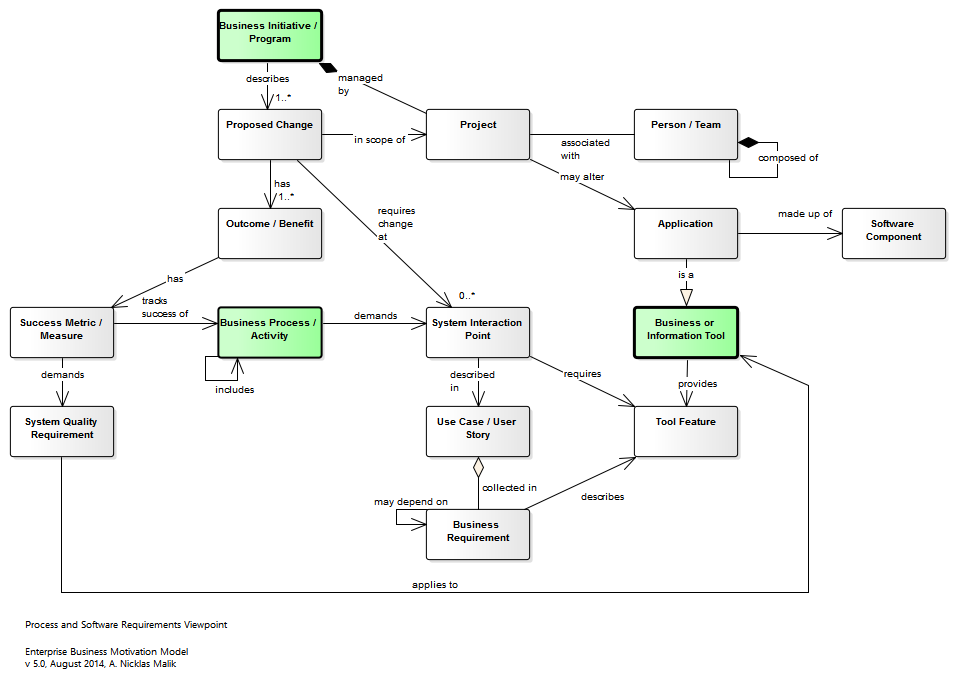 Business Initiative /
Program
describes
1..*
managed
by
Proposed Change
in scope of
Project
associated
with
Person / Team
composed of
may alter
has
1..*
requires
change
at
0..*
Outcome / Benefit
Application
made up of
Software
Component
has
is a
tracks
success of
Success Metric /
Measure
Business Process /
Activity
demands
System Interaction
Point
Business or
Information Tool
includes
demands
described
in
requires
provides
System Quality
Requirement
Use Case / User
Story
Tool Feature
collected in
describes
may depend on
Business
Requirement
applies to
Process and Software Requirements Viewpoint
Enterprise Business Motivation Model
v 5.0, August 2014, A. Nicklas Malik